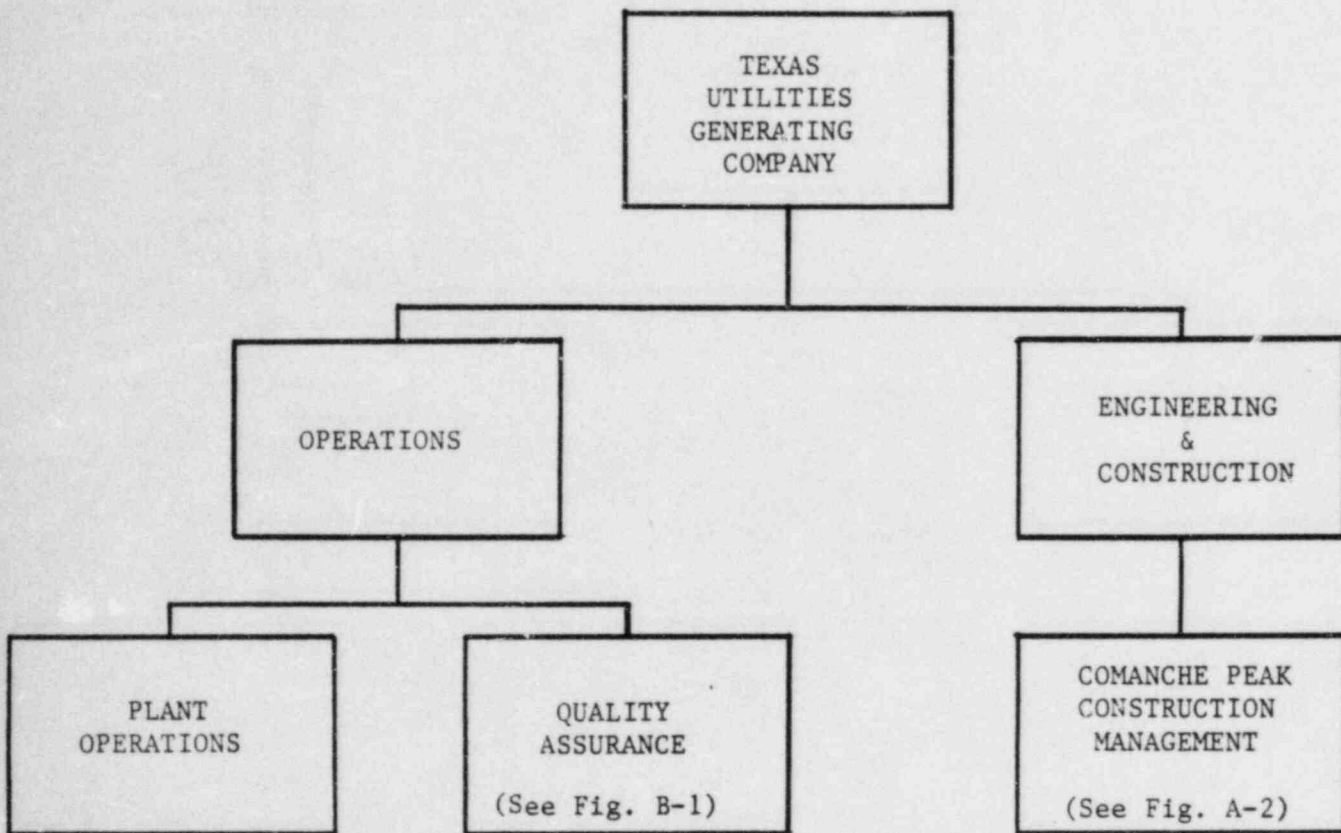 TEXAS
UTILITIES
GENERATING
COMPANY
OPERATIONS
ENGINEERING
&
CONSTRUCTION
PLANT
OPERATIONS
QUALITY
ASSURANCE
(See Fig. B-1)
COMANCHE PEAK
CONSTRUCTION
MANAGEMENT
(See Fig. A-2)